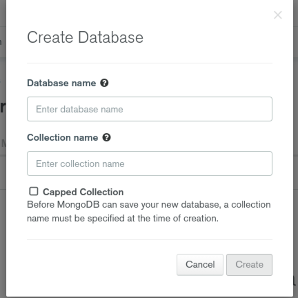 Create Database
Database name
Enter database name
Collection name
Enter collection name
Capped Collection
Before MongoDB can save your new database, a collection
name must be specified at the time of creation.
Cancel
Create